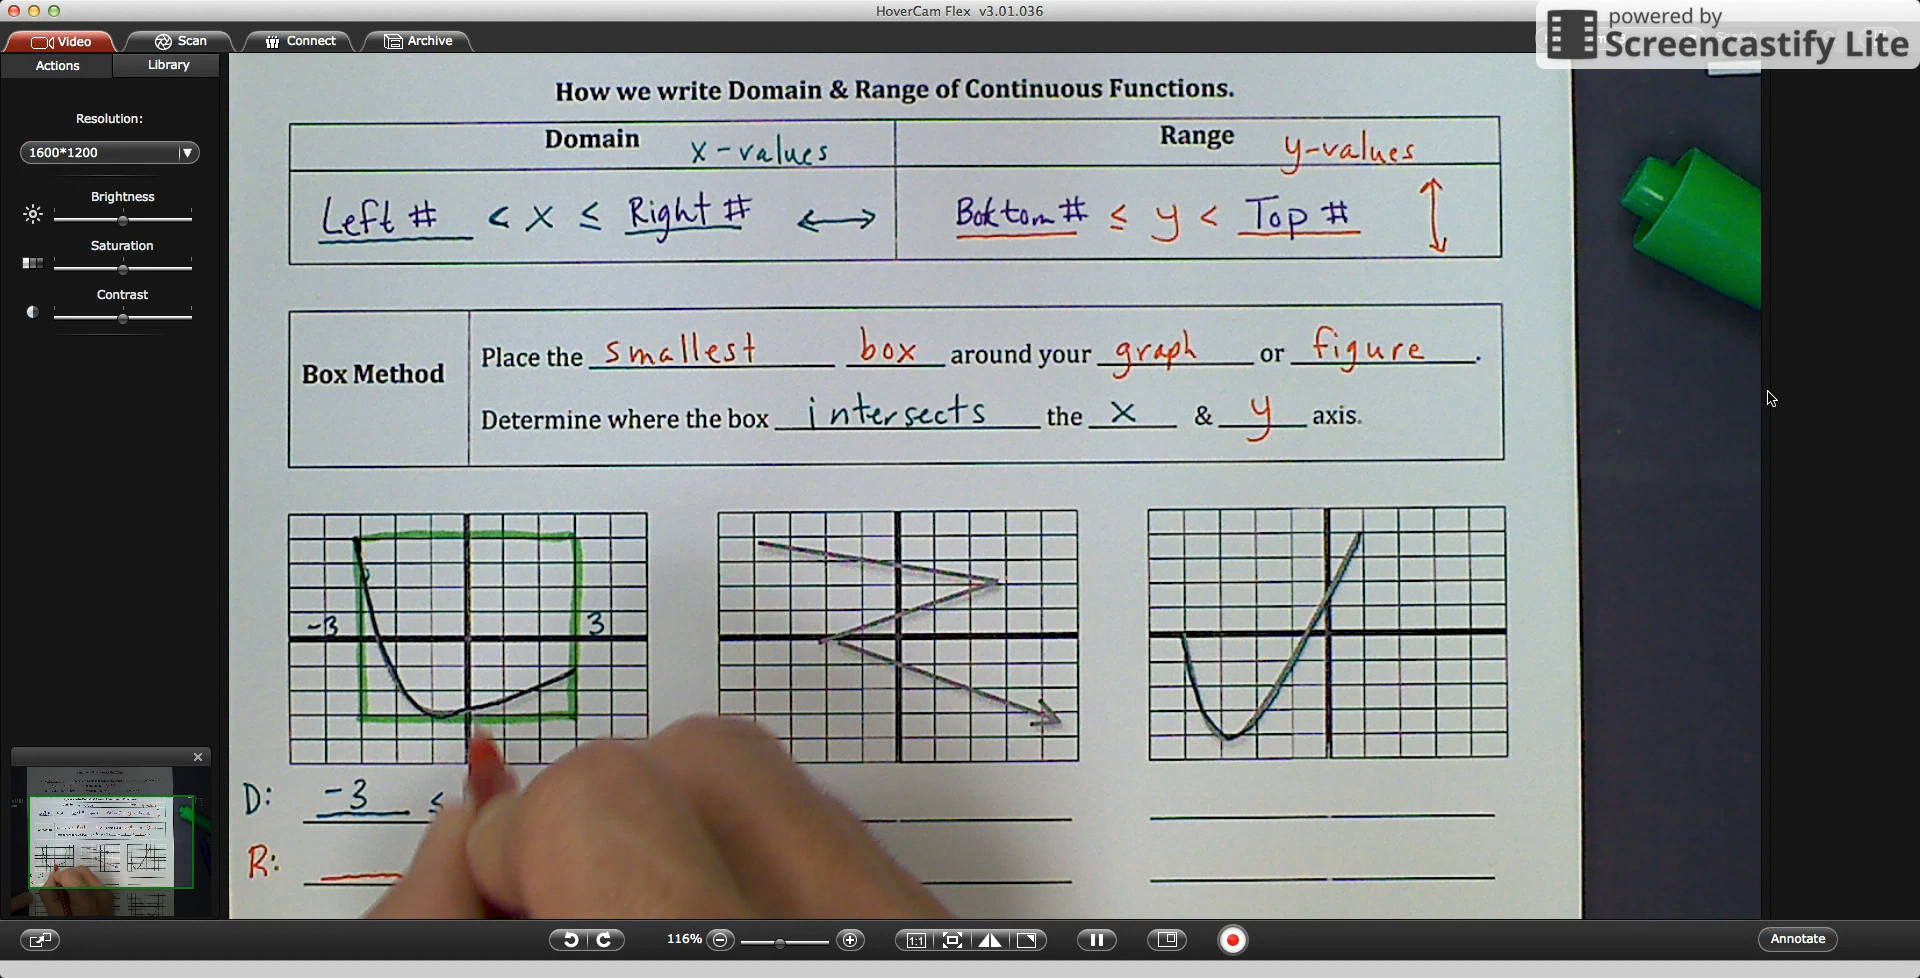 HoverCam Flex v3.01.036
powered by
Screencastify Lite
Video
Scan
Connect
Archive
Actions
Library
Resolution:
1600*1200
Brightness
Saturation
Contrast
How we write Domain & Range of Continuous Functions.
Domain x-values
Range y-values
Left # < x ≤ Right #
Bottom # ≤ y < Top #
Box Method
Place the smallest box around your graph or figure.
Determine where the box intersects the x & y axis.
-3
3
D: -3 ≤
R:
116%
1:1
Annotate